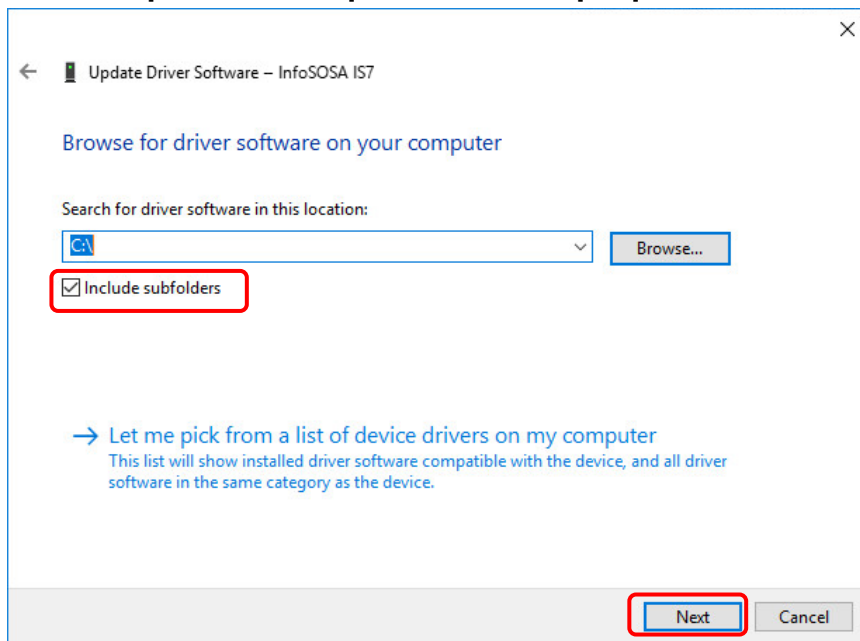 Update Driver Software – InfoSOSA IS7
Browse for driver software on your computer
Search for driver software in this location:
C:\
Browse...
Include subfolders
Let me pick from a list of device drivers on my computer
This list will show installed driver software compatible with the device, and all driver
software in the same category as the device.
Next
Cancel